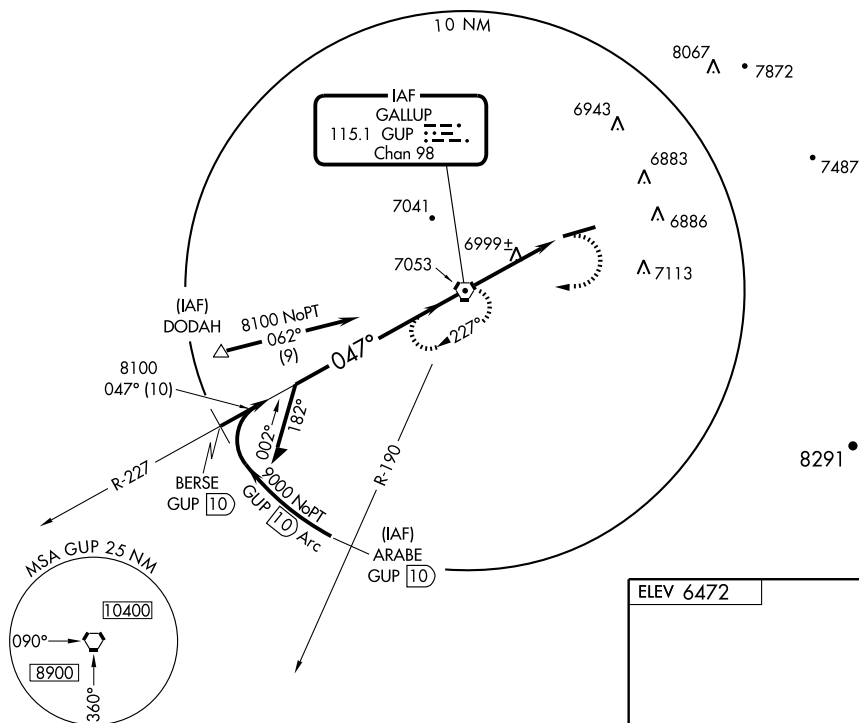 10 NM
8067
7872
IAF
GALLUP
115.1 GUP
Chan 98
6943
7487
6883
7041
6886
6999±
7053
7113
(IAF)
DODAH
8100 NoPT
062°
(9)
047°
227°
8100
047° (10)
002°
182°
R-190
8291
R-227
BERSE
GUP 10
9000 NoPT
GUP 10 Arc
(IAF)
ARABE
GUP 10
MSA GUP 25 NM
10400
090°
8900
360°
ELEV 6472